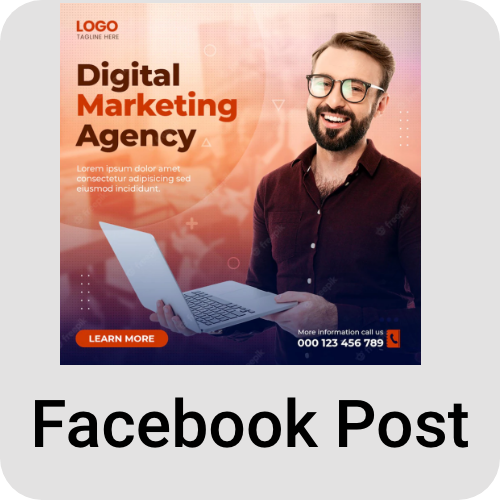 LOGO
TAGLINE HERE
Digital
Marketing
Agency
Lorem ipsum dolor amet
consectetur adipisicing sed
eiusmod incididunt.
LEARN MORE
More information call us
000 123 456 789
Facebook Post